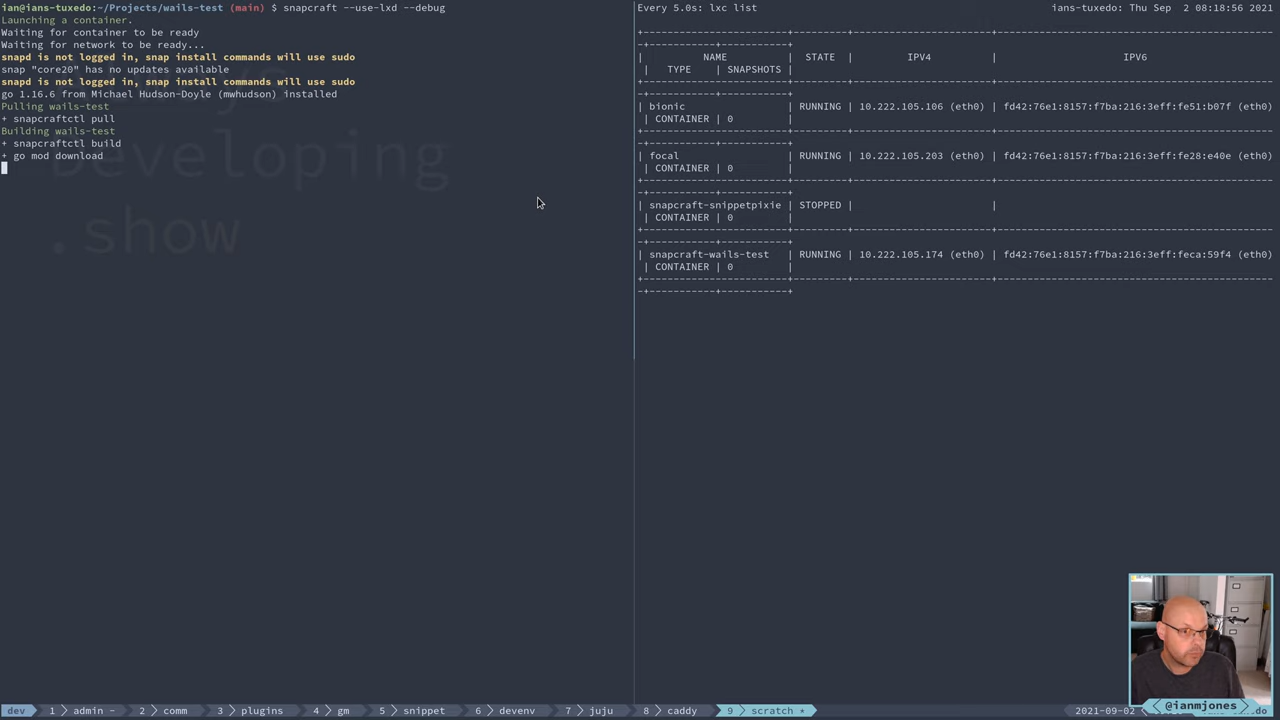 ian@ians-tuxedo:~/Projects/wails-test (main) $ snapcraft --use-lxd --debug
Launching a container.
Waiting for container to be ready
Waiting for network to be ready...
snapd is not logged in, snap install commands will use sudo
snap "core20" has no updates available
snapd is not logged in, snap install commands will use sudo
go 1.16.6 from Michael Hudson-Doyle (mwhudson) installed
Pulling wails-test
+ snapcraftctl pull
Building wails-test
+ snapcraftctl build
+ go mod download
Developing
.show
Every 5.0s: lxc list ians-tuxedo: Thu Sep 2 08:18:56 2021
+----------------------+---------+-----------------------+-----------------------------------------------
-+-----------+-----------+
| NAME | STATE | IPV4 | IPV6
| TYPE | SNAPSHOTS |
+----------------------+---------+-----------------------+-----------------------------------------------
-+-----------+-----------+
| bionic | RUNNING | 10.222.105.106 (eth0) | fd42:76e1:8157:f7ba:216:3eff:fe51:b07f (eth0)
| CONTAINER | 0 |
+----------------------+---------+-----------------------+-----------------------------------------------
-+-----------+-----------+
| focal | RUNNING | 10.222.105.203 (eth0) | fd42:76e1:8157:f7ba:216:3eff:fe28:e40e (eth0)
| CONTAINER | 0 |
+----------------------+---------+-----------------------+-----------------------------------------------
-+-----------+-----------+
| snapcraft-snippetpixie | STOPPED | |
| CONTAINER | 0 |
+----------------------+---------+-----------------------+-----------------------------------------------
-+-----------+-----------+
| snapcraft-wails-test | RUNNING | 10.222.105.174 (eth0) | fd42:76e1:8157:f7ba:216:3eff:feca:59f4 (eth0)
| CONTAINER | 0 |
+----------------------+---------+-----------------------+-----------------------------------------------
-+-----------+-----------+
dev 1 admin - 2 comm 3 plugins 4 gm 5 snippet 6 devenv 7 juju 8 caddy 9 scratch * 2021-09-02
@ianmjones